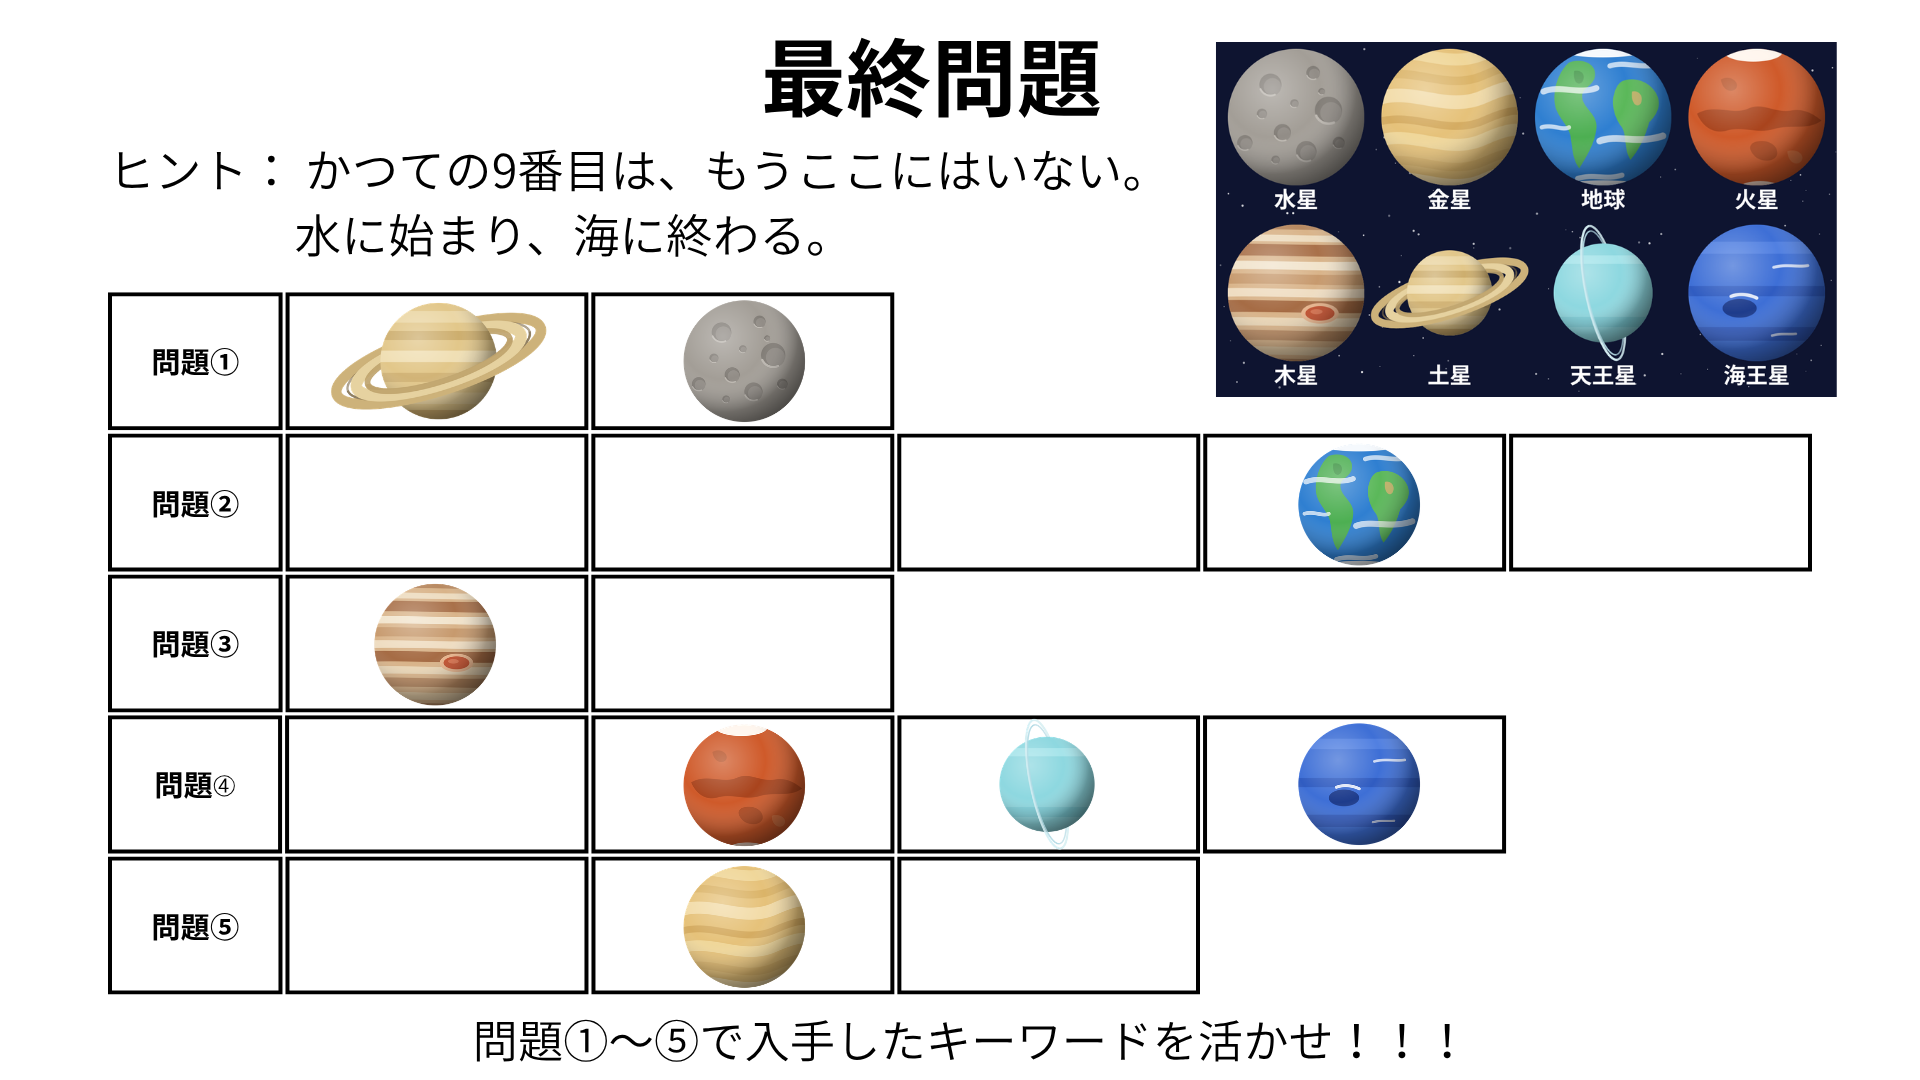 最終問題
ヒント： かつての9番目は、もうここにはいない。
水に始まり、海に終わる。
水星 金星 地球 火星
木星 土星 天王星 海王星
問題①
問題②
問題③
問題④
問題⑤
問題①～⑤で入手したキーワードを活かせ！！！